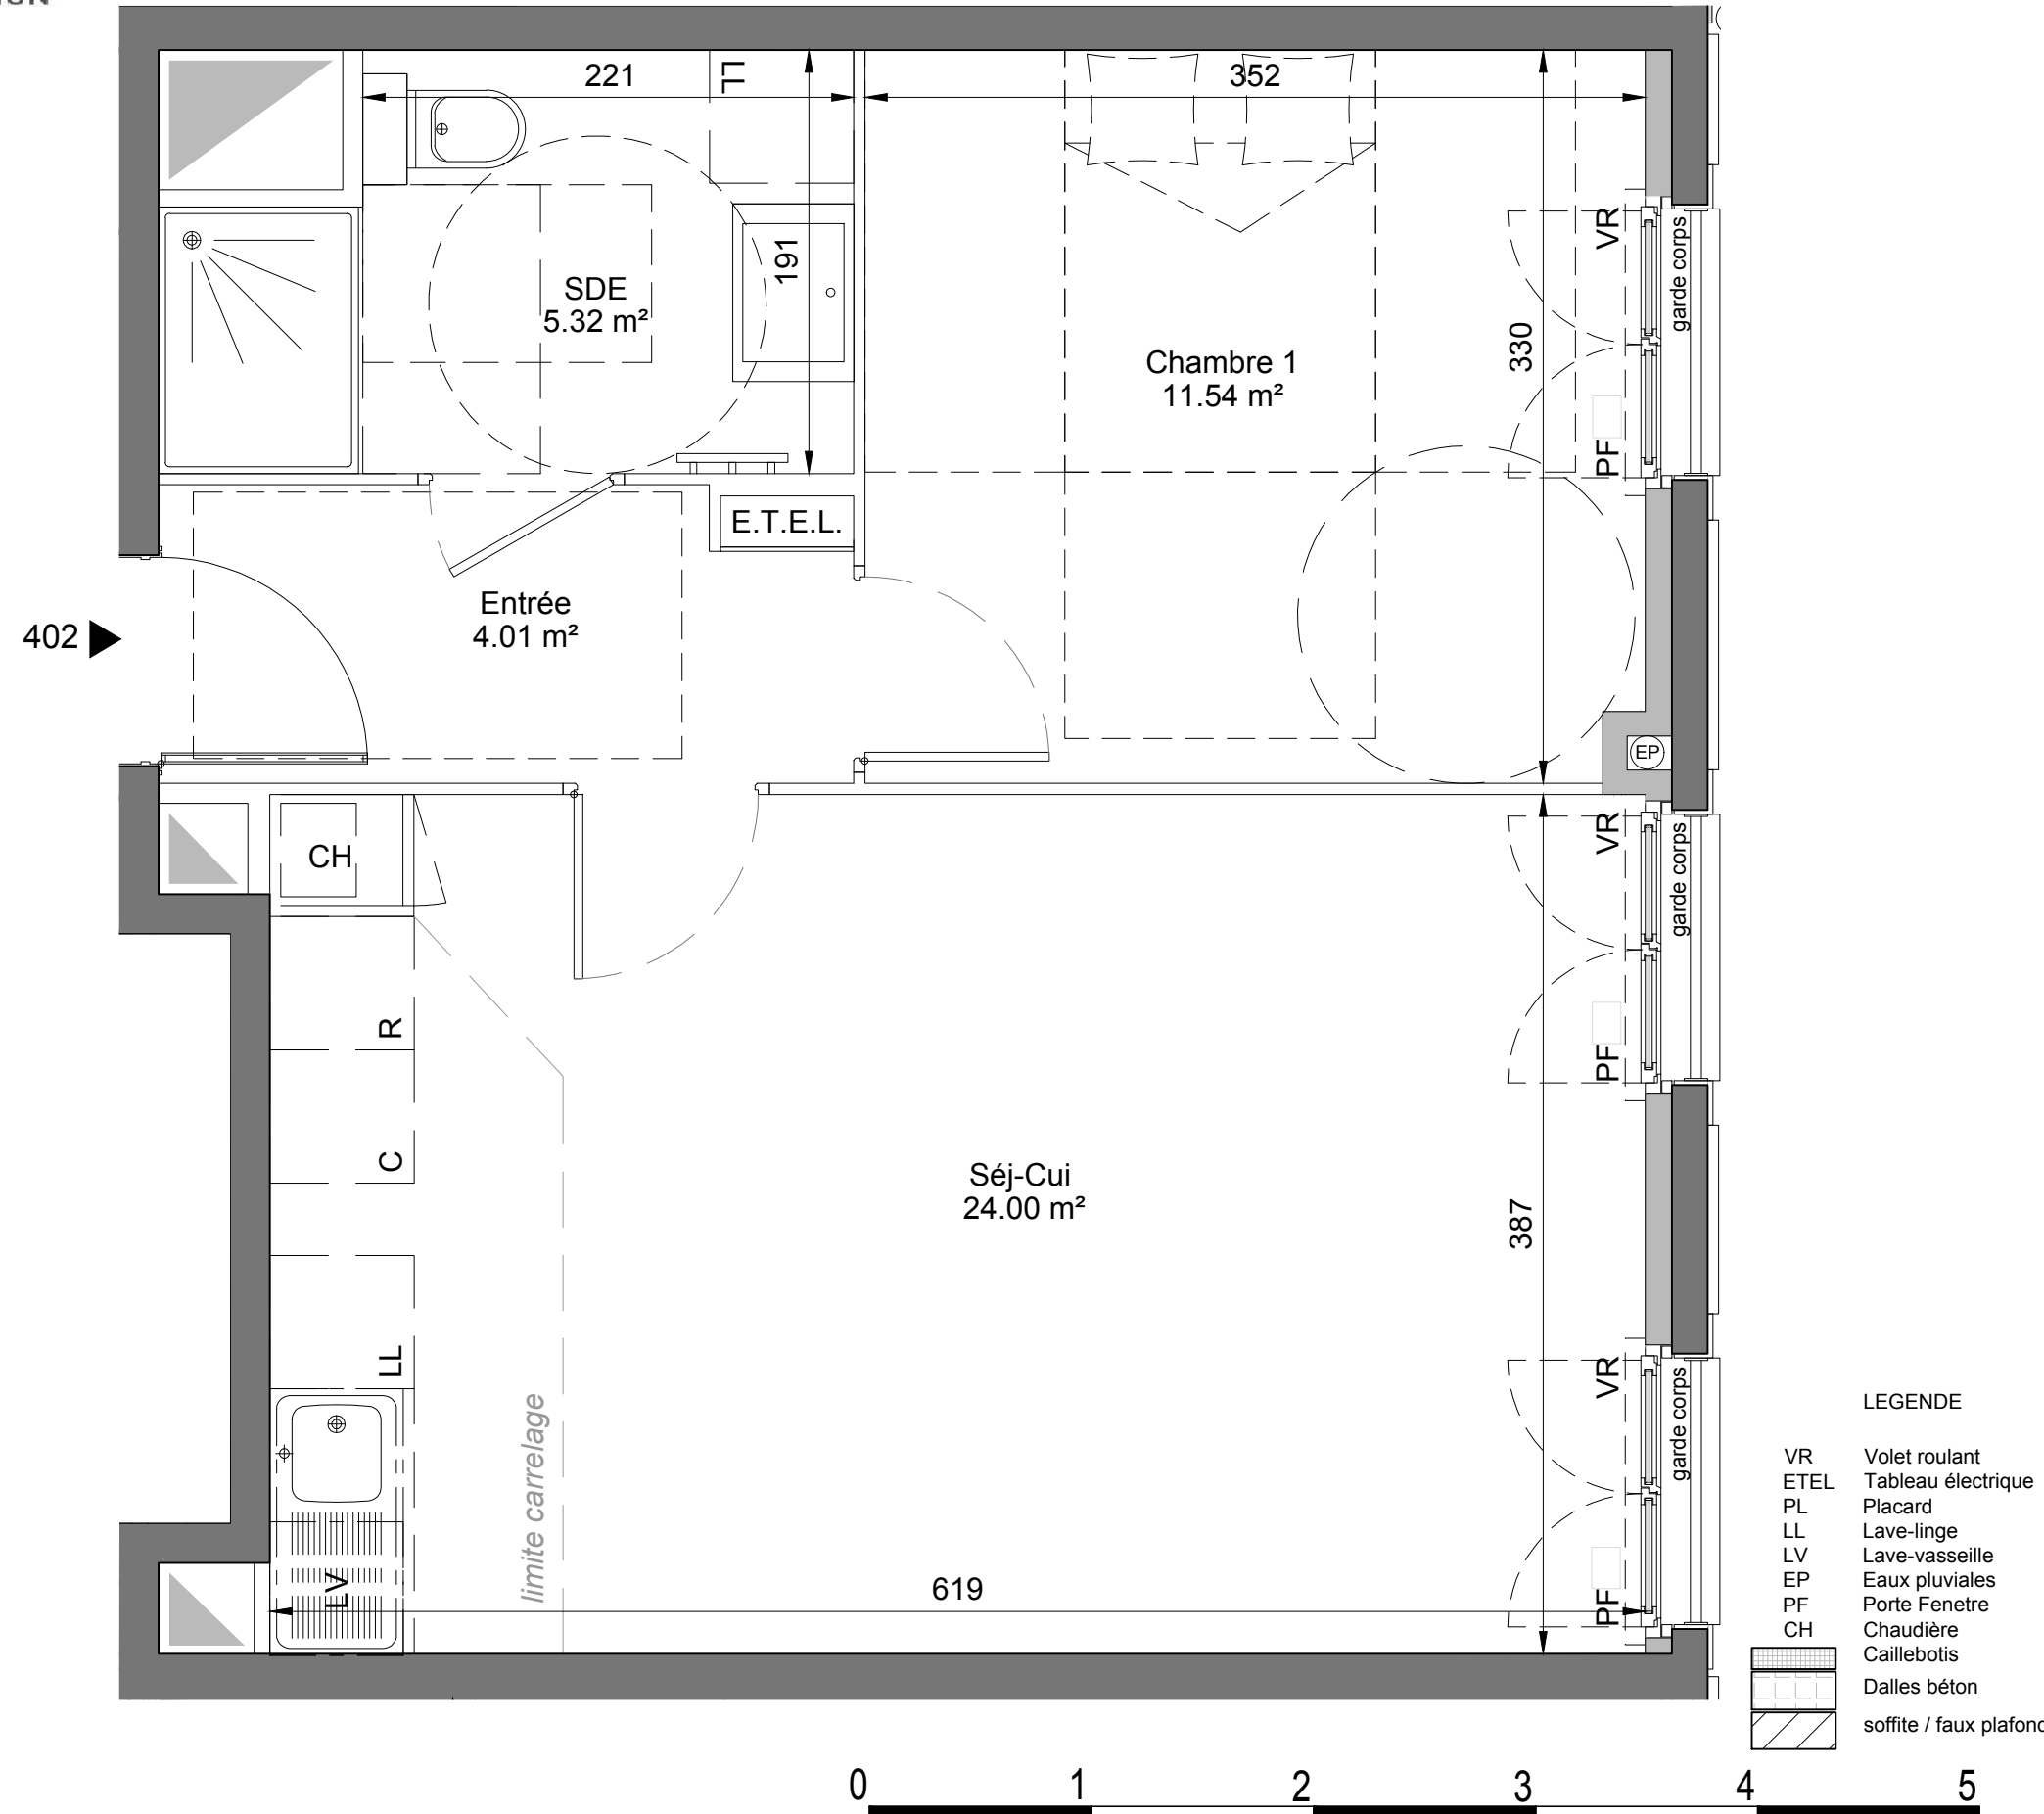 221
LL
352
191
SDE
5.32 m²
VR
garde corps
330
Chambre 1
11.54 m²
PF
E.T.E.L.
Entrée
4.01 m²
402
EP
CH
VR
garde corps
R
PF
C
Séj-Cui
24.00 m²
387
LL
VR
garde corps
limite carrelage
LV
619
PF
LEGENDE
VR Volet roulant
ETEL Tableau électrique
PL Placard
LL Lave-linge
LV Lave-vasseille
EP Eaux pluviales
PF Porte Fenetre
CH Chaudière
Caillebotis
Dalles béton
soffite / faux plafond
0 1 2 3 4 5